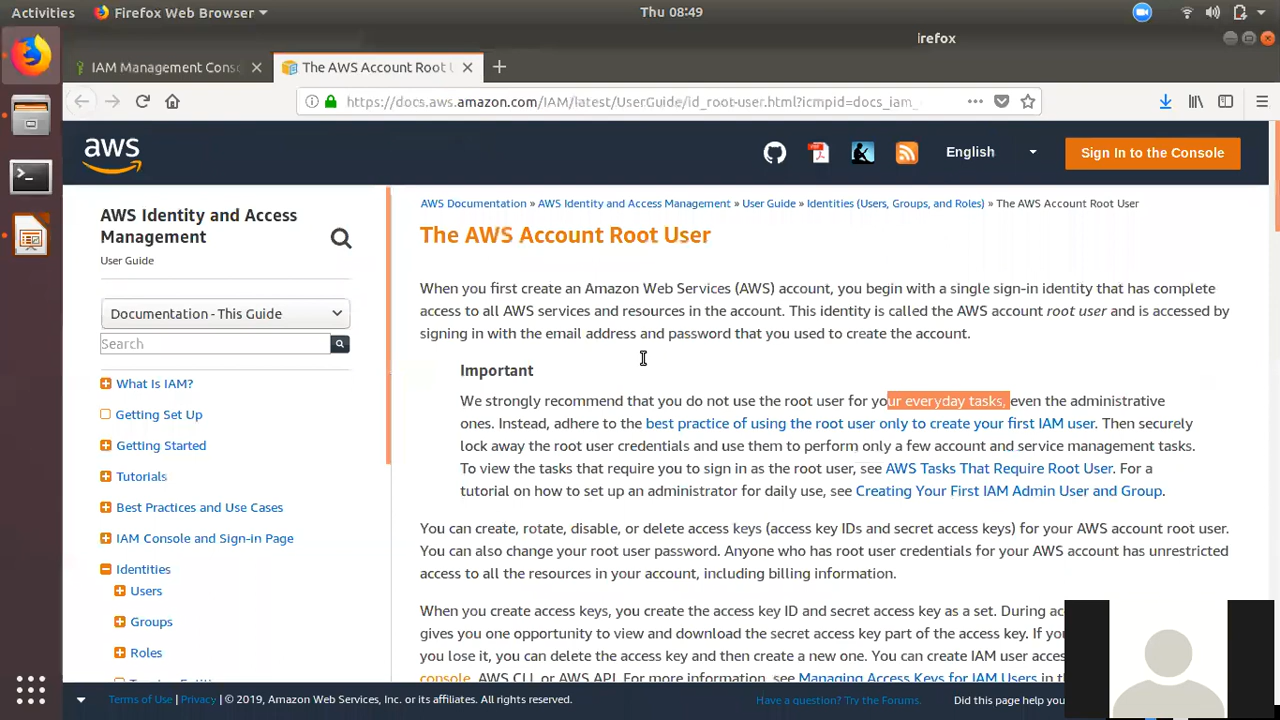 Activities
Firefox Web Browser
Thu 08:49
irefox
IAM Management Cons
The AWS Account Root U
https://docs.aws.amazon.com/IAM/latest/UserGuide/id_root-user.html?icmpid=docs_iam_
aws
English
Sign In to the Console
AWS Identity and Access
Management
User Guide
Documentation - This Guide
Search
What Is IAM?
Getting Set Up
Getting Started
Tutorials
Best Practices and Use Cases
IAM Console and Sign-in Page
Identities
Users
Groups
Roles
AWS Documentation » AWS Identity and Access Management » User Guide » Identities (Users, Groups, and Roles) » The AWS Account Root User
The AWS Account Root User
When you first create an Amazon Web Services (AWS) account, you begin with a single sign-in identity that has complete
access to all AWS services and resources in the account. This identity is called the AWS account root user and is accessed by
signing in with the email address and password that you used to create the account.
Important
We strongly recommend that you do not use the root user for your everyday tasks, even the administrative
ones. Instead, adhere to the best practice of using the root user only to create your first IAM user. Then securely
lock away the root user credentials and use them to perform only a few account and service management tasks.
To view the tasks that require you to sign in as the root user, see AWS Tasks That Require Root User. For a
tutorial on how to set up an administrator for daily use, see Creating Your First IAM Admin User and Group.
You can create, rotate, disable, or delete access keys (access key IDs and secret access keys) for your AWS account root user.
You can also change your root user password. Anyone who has root user credentials for your AWS account has unrestricted
access to all the resources in your account, including billing information.
When you create access keys, you create the access key ID and secret access key as a set. During ac
gives you one opportunity to view and download the secret access key part of the access key. If you
you lose it, you can delete the access key and then create a new one. You can create IAM user acces
console, AWS CLI, or AWS API. For more information, see Managing Access Keys for IAM Users in th
Terms of Use | Privacy | © 2019, Amazon Web Services, Inc. or its affiliates. All rights reserved.
Have a question? Try the Forums.
Did this page help you